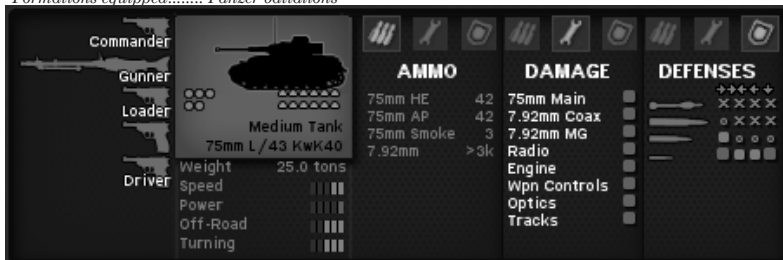 Formations equipped........ Panzer battalions
Commander
Gunner
Loader
Driver
Medium Tank
75mm L/43 KwK40
Weight 25.0 tons
Speed
Power
Off-Road
Turning
AMMO
75mm HE 42
75mm AP 42
75mm Smoke 3
7.92mm >3k
DAMAGE
75mm Main
7.92mm Coax
7.92mm MG
Radio
Engine
Wpn Controls
Optics
Tracks
DEFENSES